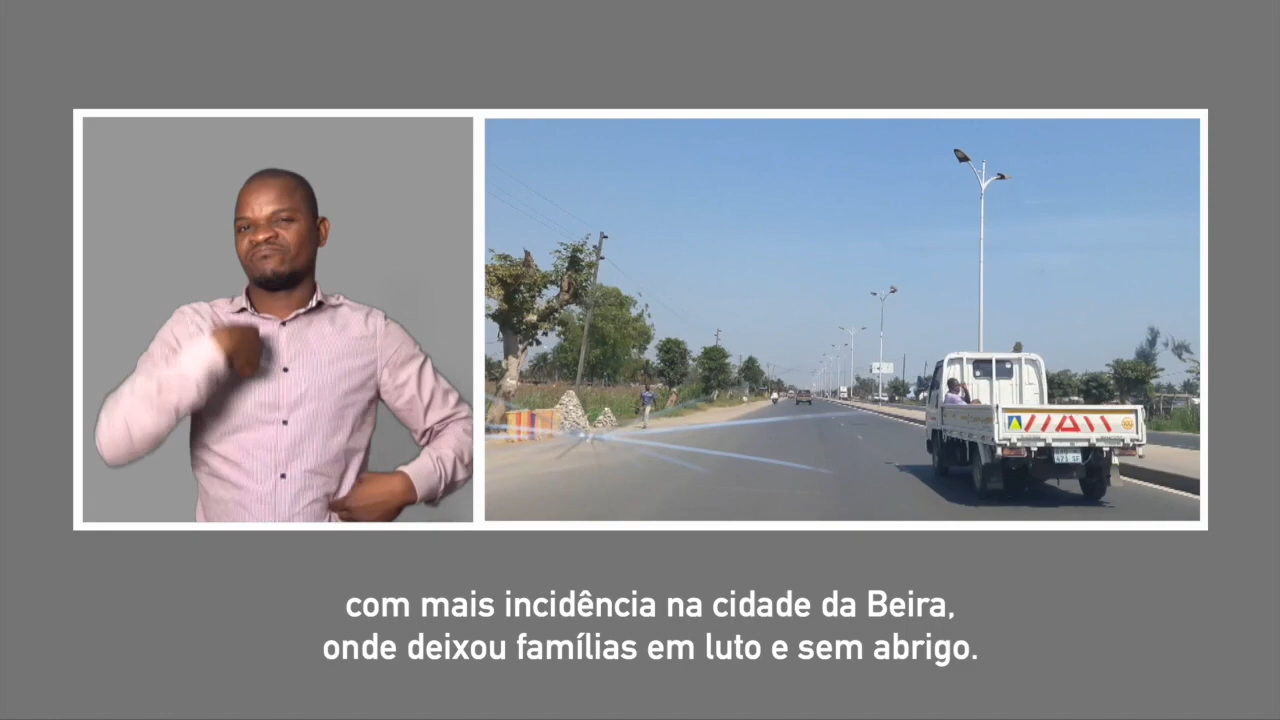 com mais incidência na cidade da Beira,
onde deixou famílias em luto e sem abrigo.